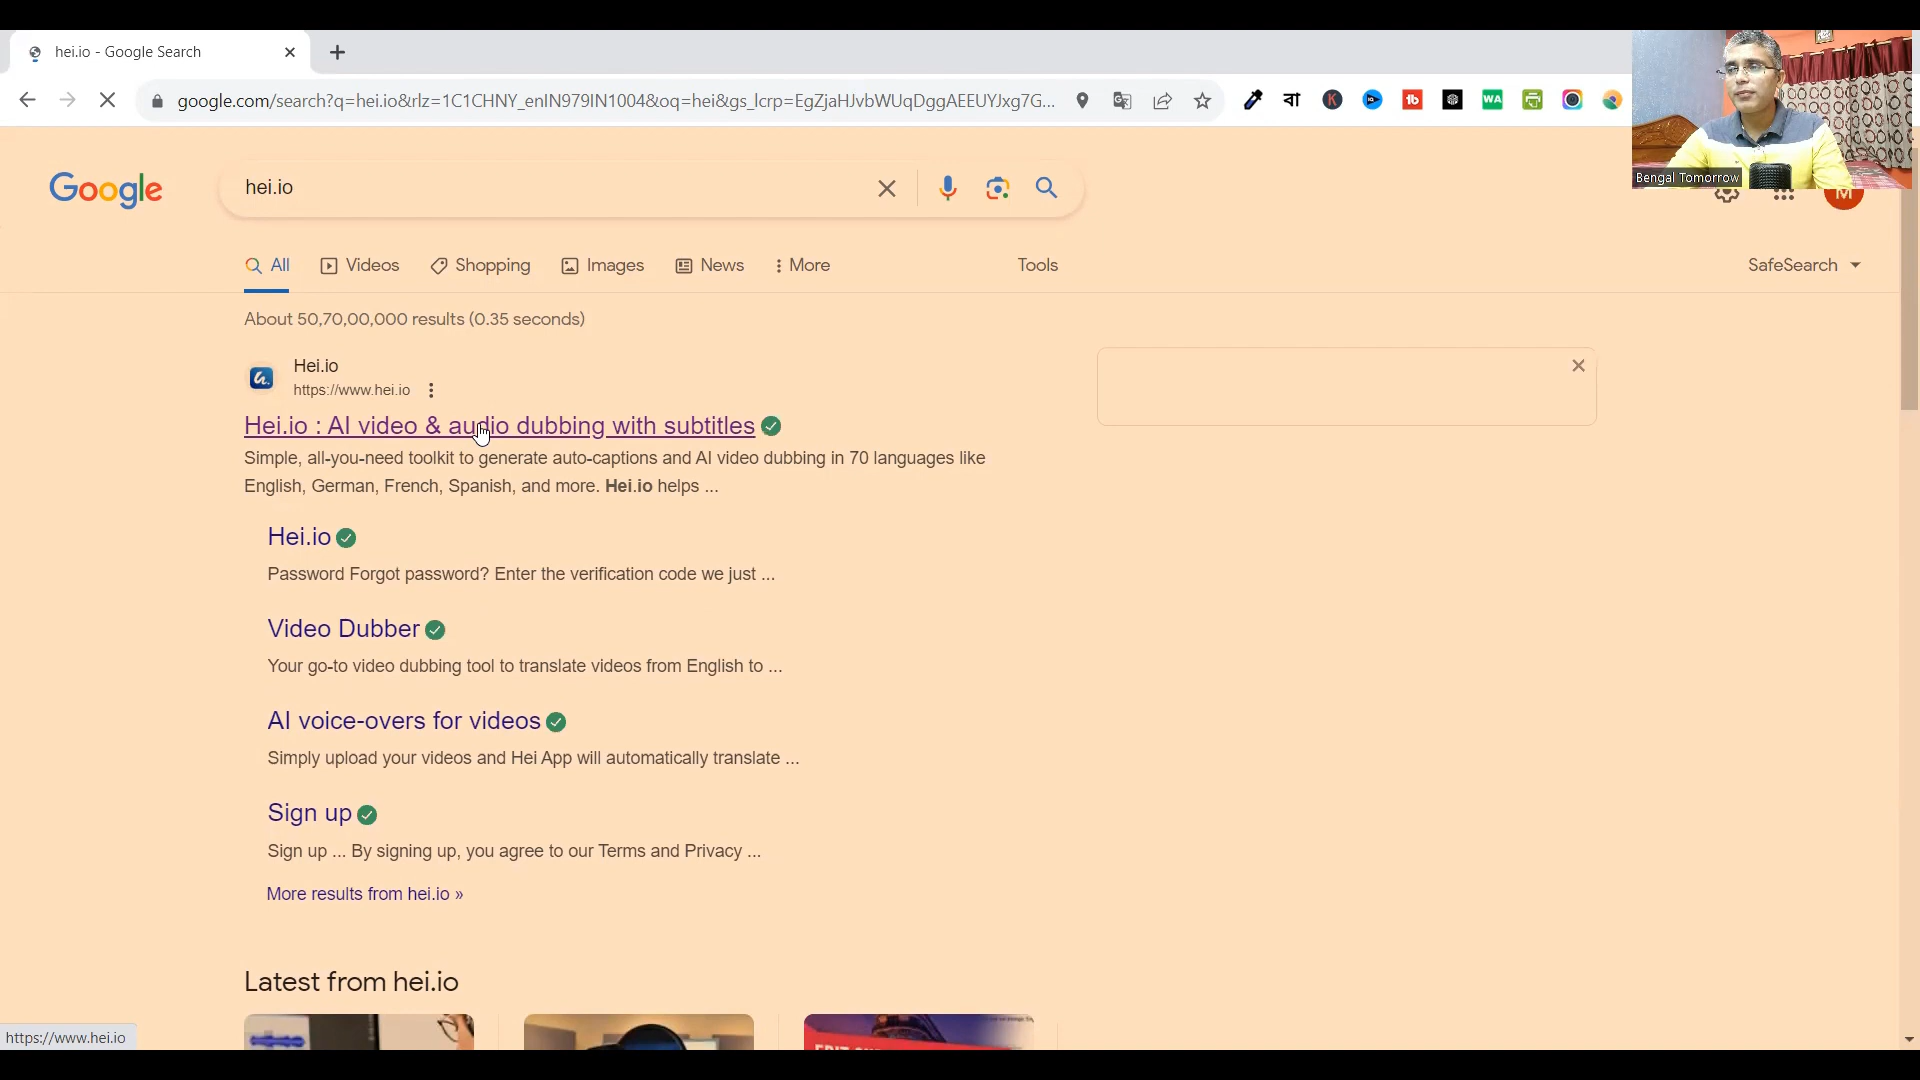 hei.io - Google Search
google.com/search?q=hei.io&rlz=1C1CHNY_enIN979IN1004&oq=hei&gs_lcrp=EgZjaHJvbWUqDggAEEUYJxg7G...
বা
K
tb
WA
Bengal Tomorrow
Google
hei.io
M
All
Videos
Shopping
Images
News
More
Tools
SafeSearch
About 50,70,00,000 results (0.35 seconds)
Hei.io
https://www.hei.io
Hei.io : AI video & audio dubbing with subtitles
Simple, all-you-need toolkit to generate auto-captions and AI video dubbing in 70 languages like
English, German, French, Spanish, and more. Hei.io helps ...
Hei.io
Password Forgot password? Enter the verification code we just ...
Video Dubber
Your go-to video dubbing tool to translate videos from English to ...
AI voice-overs for videos
Simply upload your videos and Hei App will automatically translate ...
Sign up
Sign up ... By signing up, you agree to our Terms and Privacy ...
More results from hei.io »
Latest from hei.io
https://www.hei.io